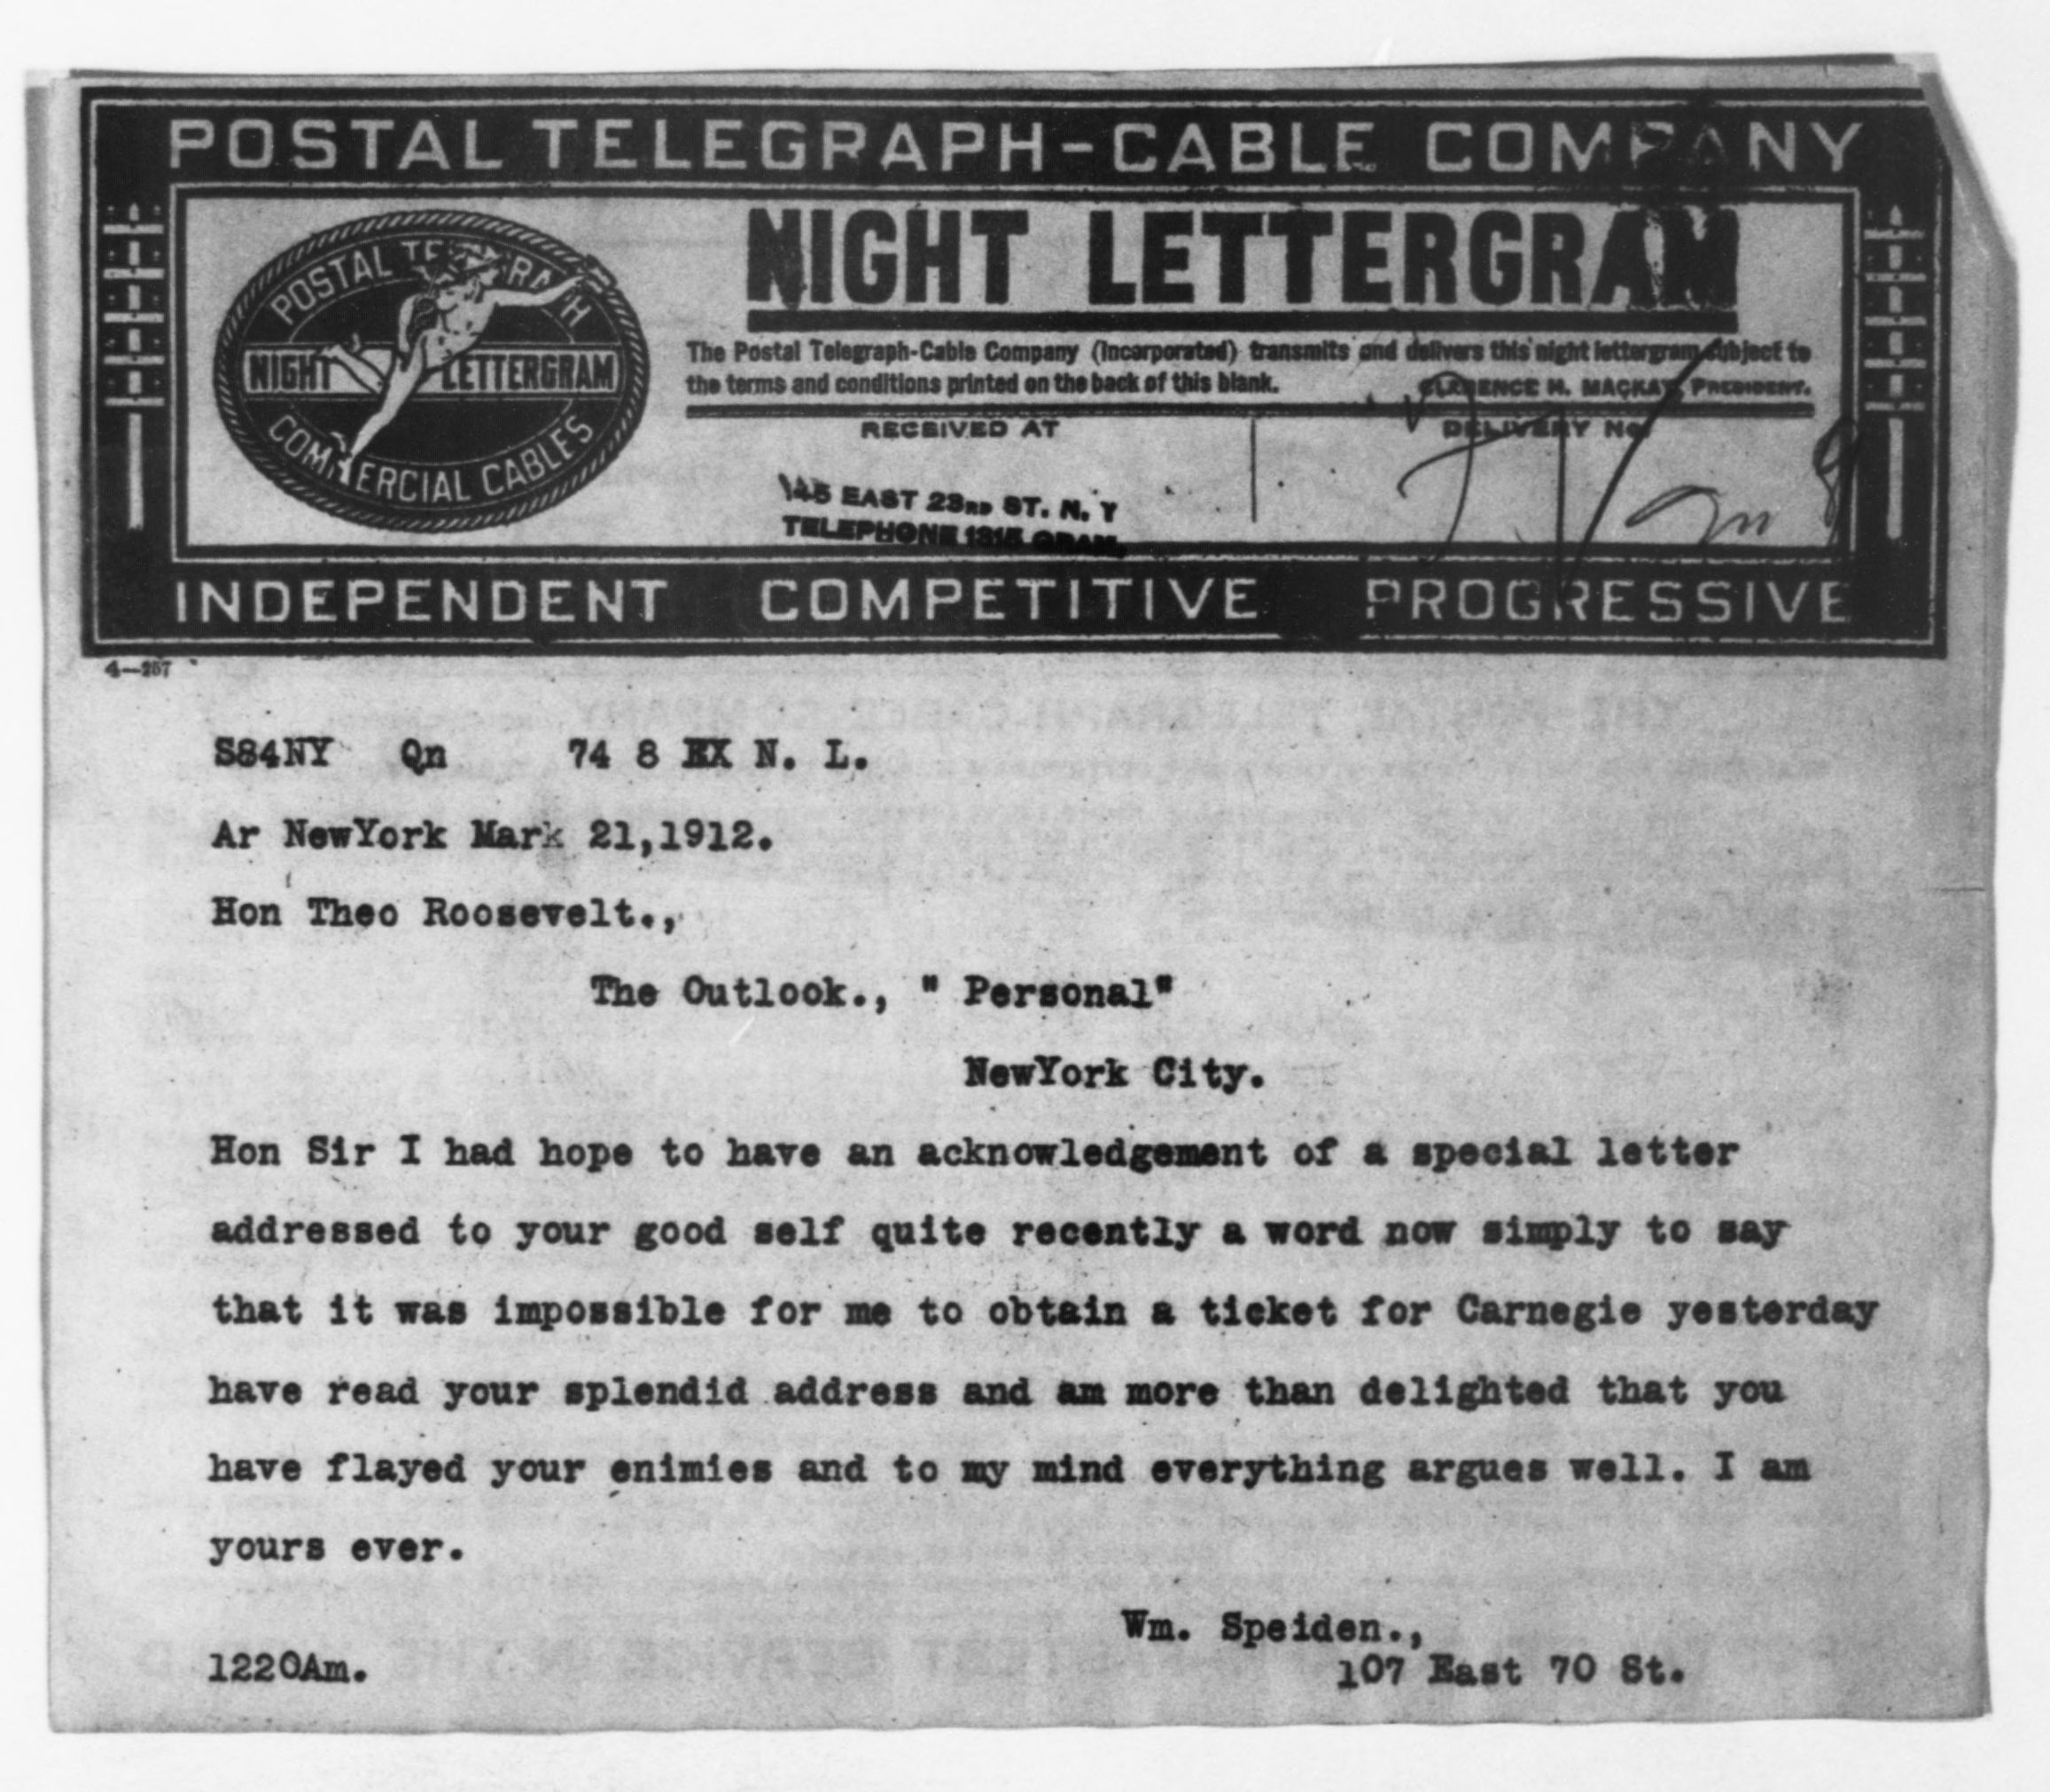 POSTAL TELEGRAPH-CABLE COMPANY
NIGHT LETTERGRAM
POSTAL TELEGRAPH
NIGHT LETTERGRAM
COMMERCIAL CABLES
The Postal Telegraph-Cable Company (Incorporated) transmits and delivers this night lettergram subject to
the terms and conditions printed on the back of this blank. CLARENCE H. MACKAY, PRESIDENT.
RECEIVED AT DELIVERY No.
145 EAST 23RD ST. N. Y
TELEPHONE 1315 GRAM.
INDEPENDENT COMPETITIVE PROGRESSIVE
4—257
S84NY Qn 74 8 EX N. L.
Ar NewYork Mark 21,1912.
Hon Theo Roosevelt.,
The Outlook., " Personal"
NewYork City.
Hon Sir I had hope to have an acknowledgement of a special letter
addressed to your good self quite recently a word now simply to say
that it was impossible for me to obtain a ticket for Carnegie yesterday
have read your splendid address and am more than delighted that you
have flayed your enimies and to my mind everything argues well. I am
yours ever.
Wm. Speiden.,
1220Am. 107 East 70 St.